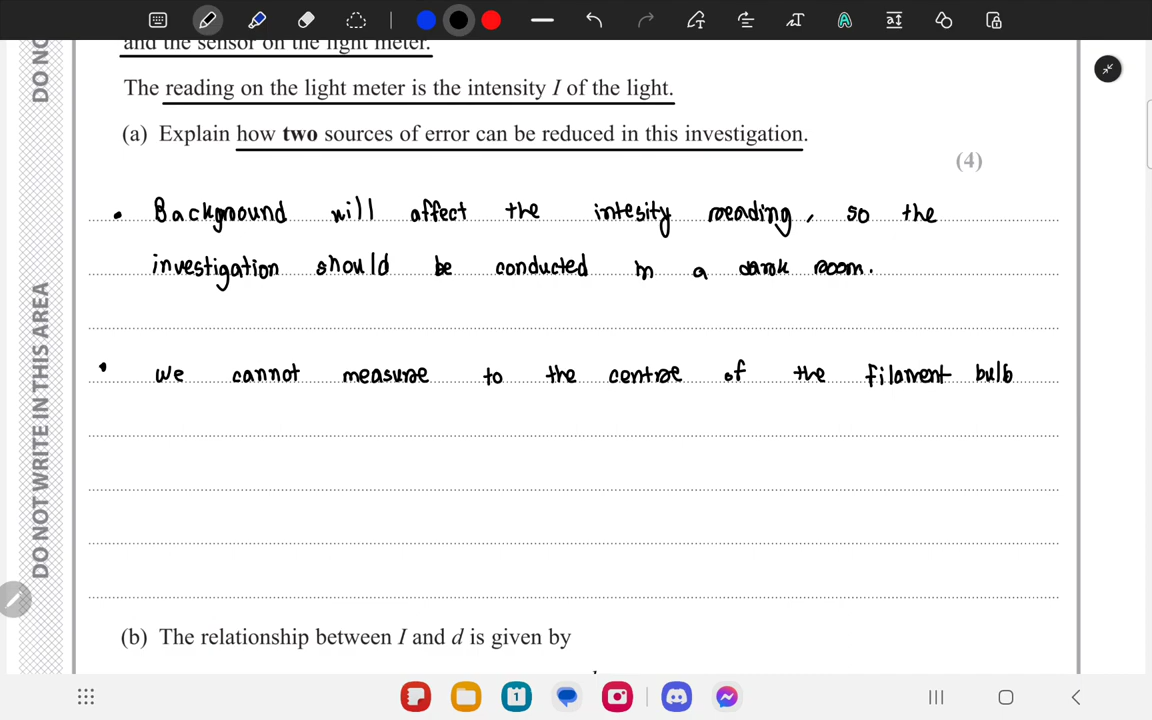 and the sensor on the light meter.
The reading on the light meter is the intensity I of the light.
(a) Explain how two sources of error can be reduced in this investigation.
(4)
• Background will affect the intesity reading, so the
investigation should be conducted in a dark room.
• We cannot measure to the centre of the filament bulb
(b) The relationship between I and d is given by
DO NO
DO NOT WRITE IN THIS AREA